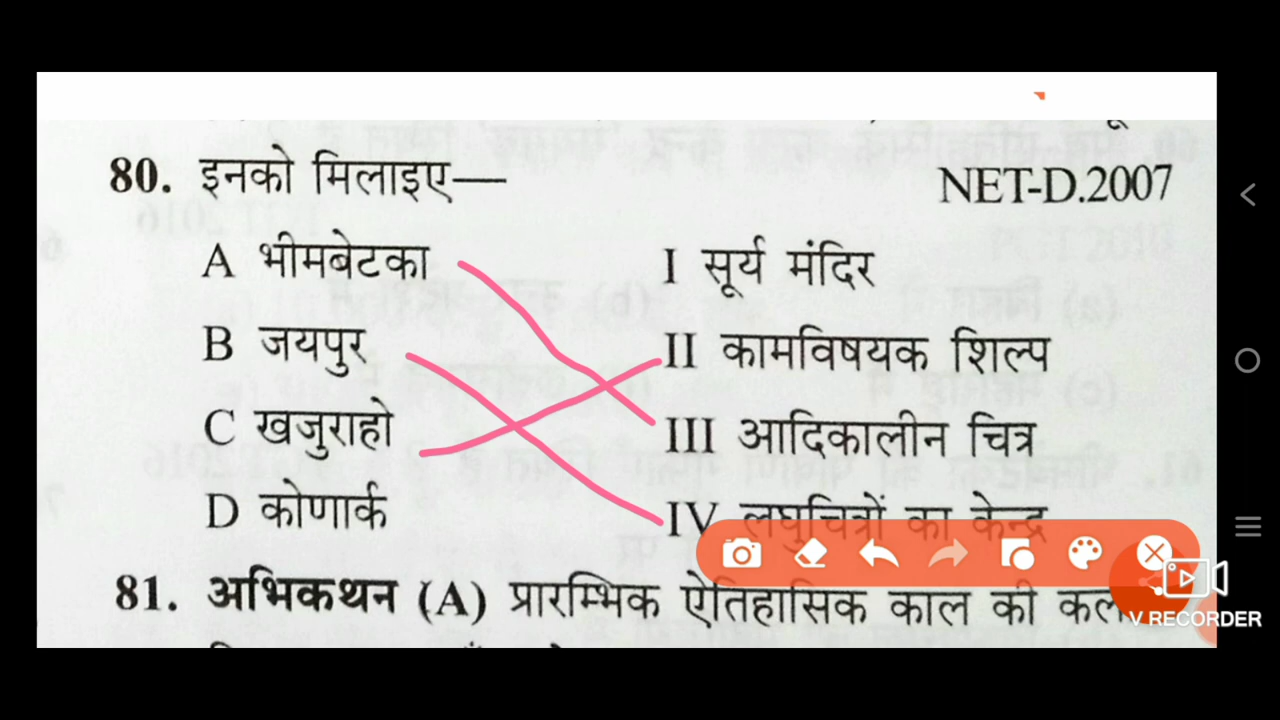 80. इनको मिलाइए— NET-D.2007
A भीमबेटका I सूर्य मंदिर
B जयपुर II कामविषयक शिल्प
C खजुराहो III आदिकालीन चित्र
D कोणार्क IV लघुचित्रों का केन्द्र
81. अभिकथन (A) प्रारम्भिक ऐतिहासिक काल की
V RECORDER